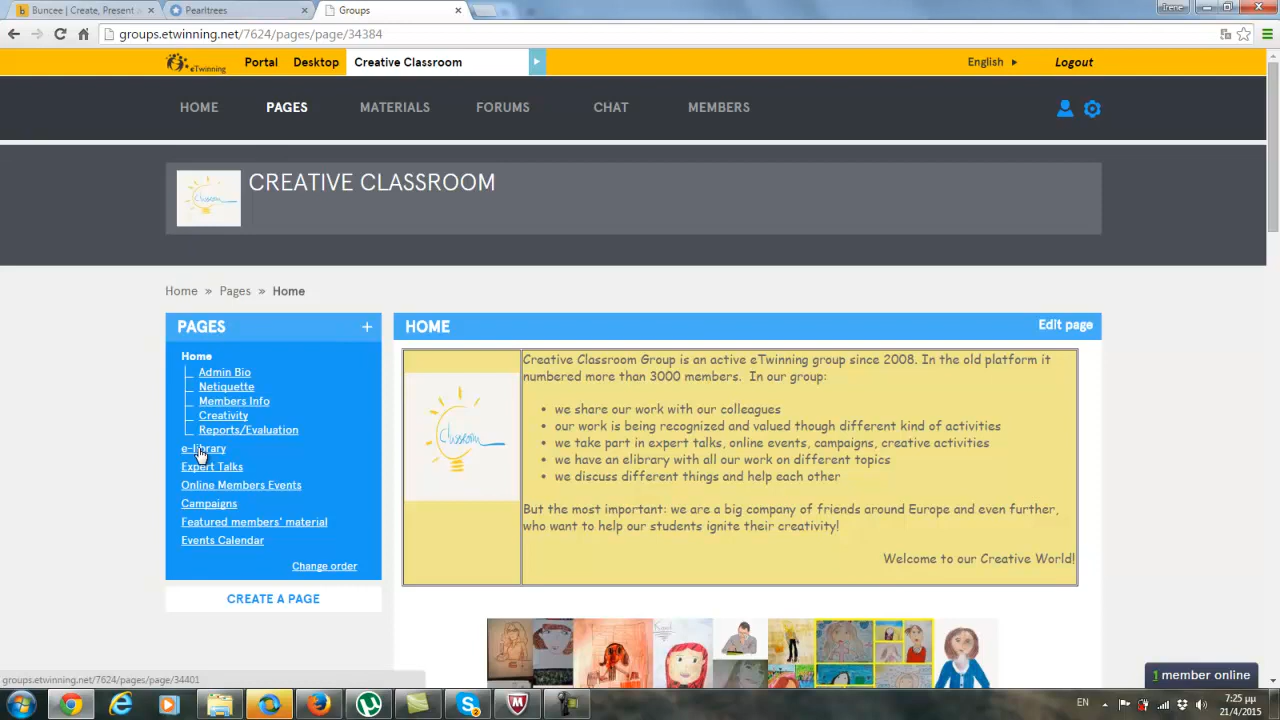 Buncee | Create, Present
Pearltrees
Groups
Irene
groups.etwinning.net/7624/pages/page/34384
eTwinning
Portal
Desktop
Creative Classroom
English
Logout
HOME
PAGES
MATERIALS
FORUMS
CHAT
MEMBERS
Classroom
CREATIVE CLASSROOM
Home » Pages » Home
PAGES +
Home
Admin Bio
Netiquette
Members Info
Creativity
Reports/Evaluation
e-library
Expert Talks
Online Members Events
Campaigns
Featured members' material
Events Calendar
Change order
CREATE A PAGE
HOME
Edit page
Classroom
Creative Classroom Group is an active eTwinning group since 2008. In the old platform it
numbered more than 3000 members. In our group:
• we share our work with our colleagues
• our work is being recognized and valued though different kind of activities
• we take part in expert talks, online events, campaigns, creative activities
• we have an elibrary with all our work on different topics
• we discuss different things and help each other
But the most important: we are a big company of friends around Europe and even further,
who want to help our students ignite their creativity!
Welcome to our Creative World!
groups.etwinning.net/7624/pages/page/34401
1 member online
EN
7:25 μμ
21/4/2015